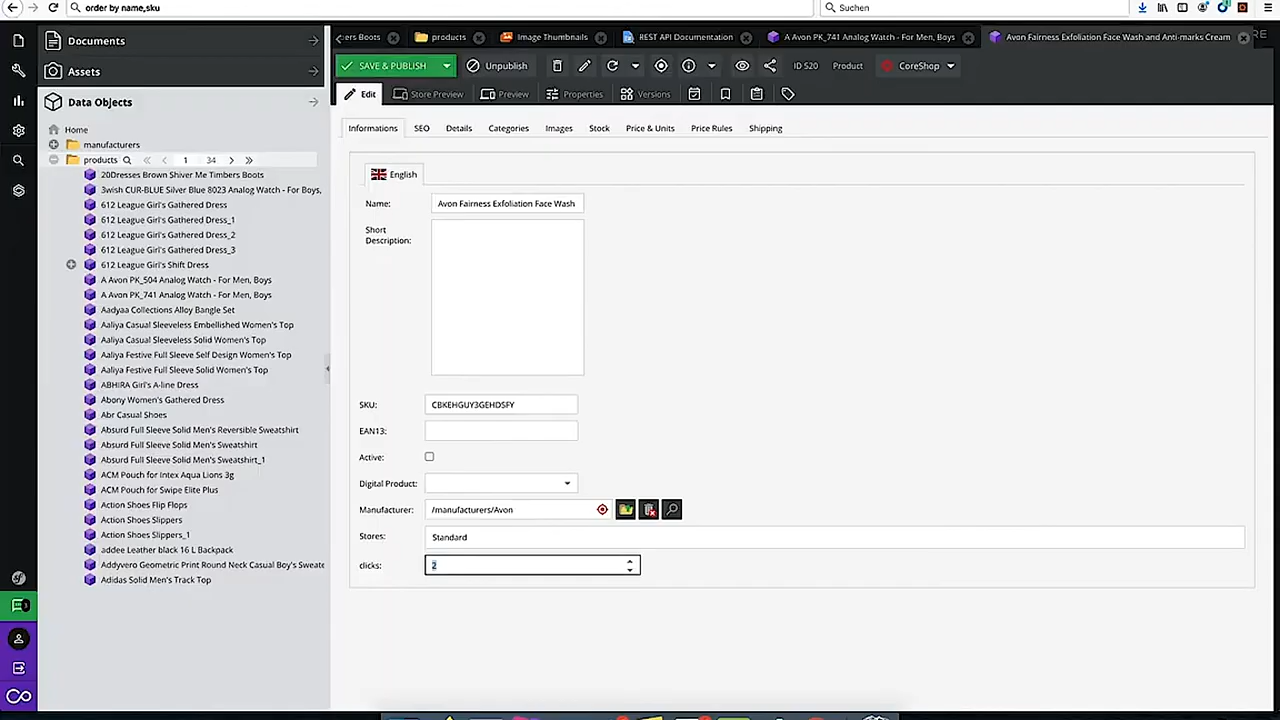 order by name,sku
Suchen
Documents
Assets
Data Objects
Home
manufacturers
products
1
34
20Dresses Brown Shiver Me Timbers Boots
3wish CUR-BLUE Silver Blue 8023 Analog Watch - For Boys,
612 League Girl's Gathered Dress
612 League Girl's Gathered Dress_1
612 League Girl's Gathered Dress_2
612 League Girl's Gathered Dress_3
612 League Girl's Shift Dress
A Avon PK_504 Analog Watch - For Men, Boys
A Avon PK_741 Analog Watch - For Men, Boys
Aadyaa Collections Alloy Bangle Set
Aaliya Casual Sleeveless Embellished Women's Top
Aaliya Casual Sleeveless Solid Women's Top
Aaliya Festive Full Sleeve Self Design Women's Top
Aaliya Festive Full Sleeve Solid Women's Top
ABHIRA Girl's A-line Dress
Abony Women's Gathered Dress
Abr Casual Shoes
Absurd Full Sleeve Solid Men's Reversible Sweatshirt
Absurd Full Sleeve Solid Men's Sweatshirt
Absurd Full Sleeve Solid Men's Sweatshirt_1
ACM Pouch for Intex Aqua Lions 3g
ACM Pouch for Swipe Elite Plus
Action Shoes Flip Flops
Action Shoes Slippers
Action Shoes Slippers_1
addee Leather black 16 L Backpack
Addyvero Geometric Print Round Neck Casual Boy's Sweate
Adidas Solid Men's Track Top
ers Boots
products
Image Thumbnails
REST API Documentation
A Avon PK_741 Analog Watch - For Men, Boys
Avon Fairness Exfoliation Face Wash and Anti-marks Cream
RE
SAVE & PUBLISH
Unpublish
ID 520
Product
CoreShop
Edit
Store Preview
Preview
Properties
Versions
Informations
SEO
Details
Categories
Images
Stock
Price & Units
Price Rules
Shipping
English
Name:
Avon Fairness Exfoliation Face Wash
Short
Description:
SKU:
CBKEHGUY3GEHDSFY
EAN13:
Active:
Digital Product:
Manufacturer:
/manufacturers/Avon
Stores:
Standard
clicks:
2